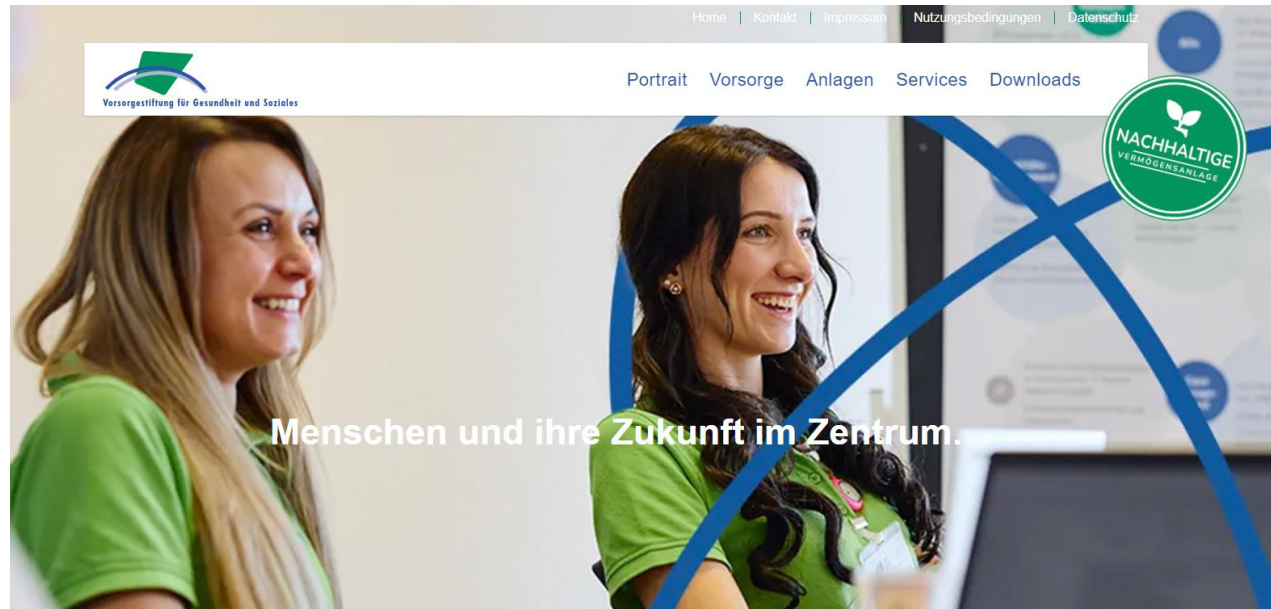 Home | Kontakt | Impressum | Nutzungsbedingungen | Datenschutz
Vorsorgestiftung für Gesundheit und Soziales
Portrait Vorsorge Anlagen Services Downloads
NACHHALTIGE
VERMÖGENSANLAGE
Menschen und ihre Zukunft im Zentrum.